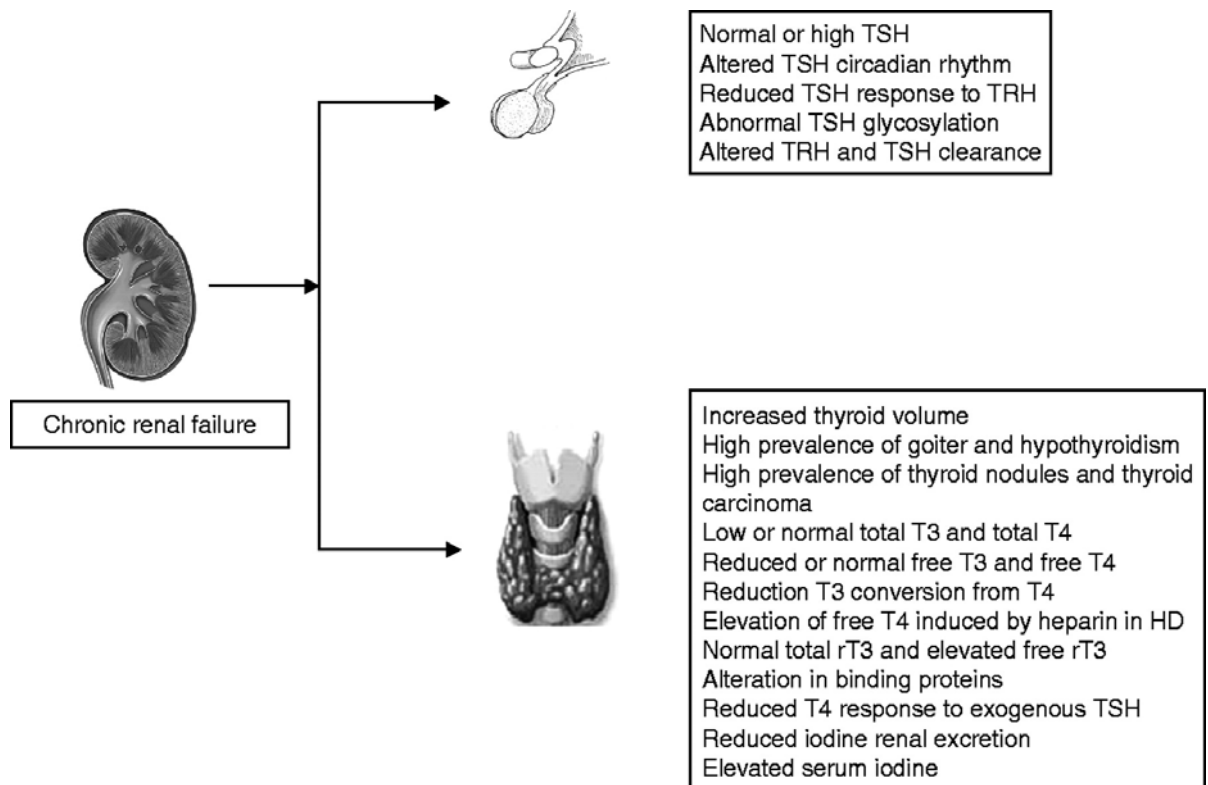 Normal or high TSH
Altered TSH circadian rhythm
Reduced TSH response to TRH
Abnormal TSH glycosylation
Altered TRH and TSH clearance
Chronic renal failure
Increased thyroid volume
High prevalence of goiter and hypothyroidism
High prevalence of thyroid nodules and thyroid
carcinoma
Low or normal total T3 and total T4
Reduced or normal free T3 and free T4
Reduction T3 conversion from T4
Elevation of free T4 induced by heparin in HD
Normal total rT3 and elevated free rT3
Alteration in binding proteins
Reduced T4 response to exogenous TSH
Reduced iodine renal excretion
Elevated serum iodine